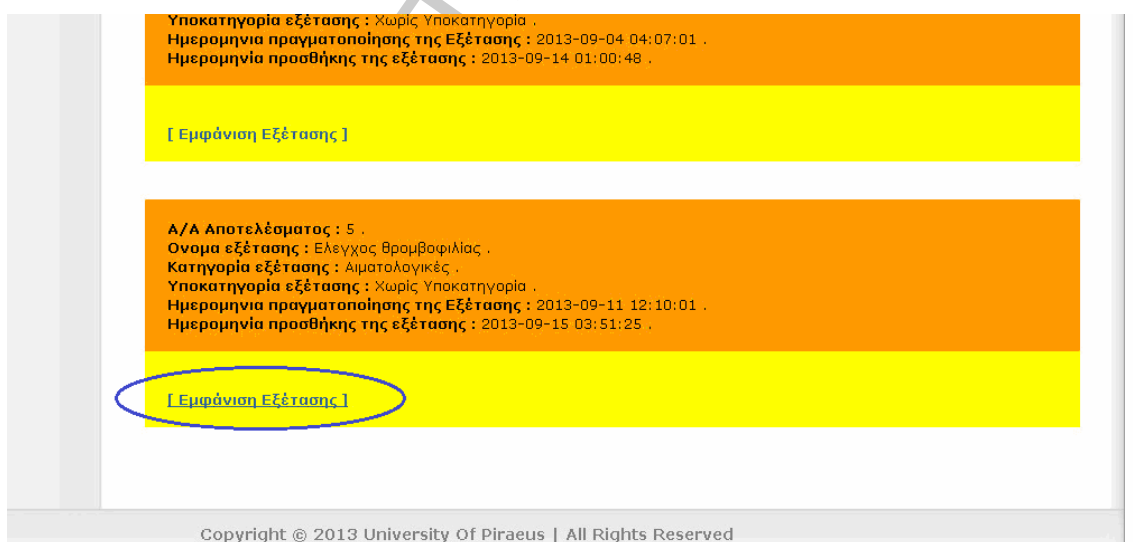 Υποκατηγορία εξέτασης : Χωρίς Υποκατηγορία .
Ημερομηνια πραγματοποίησης της Εξέτασης : 2013-09-04 04:07:01 .
Ημερομηνία προσθήκης της εξέτασης : 2013-09-14 01:00:48 .
[ Εμφάνιση Εξέτασης ]
Α/Α Αποτελέσματος : 5 .
Ονομα εξέτασης : Ελεγχος θρομβοφιλίας .
Κατηγορία εξέτασης : Αιματολογικές .
Υποκατηγορία εξέτασης : Χωρίς Υποκατηγορία .
Ημερομηνια πραγματοποίησης της Εξέτασης : 2013-09-11 12:10:01 .
Ημερομηνία προσθήκης της εξέτασης : 2013-09-15 03:51:25 .
[ Εμφάνιση Εξέτασης ]
Copyright © 2013 University Of Piraeus | All Rights Reserved